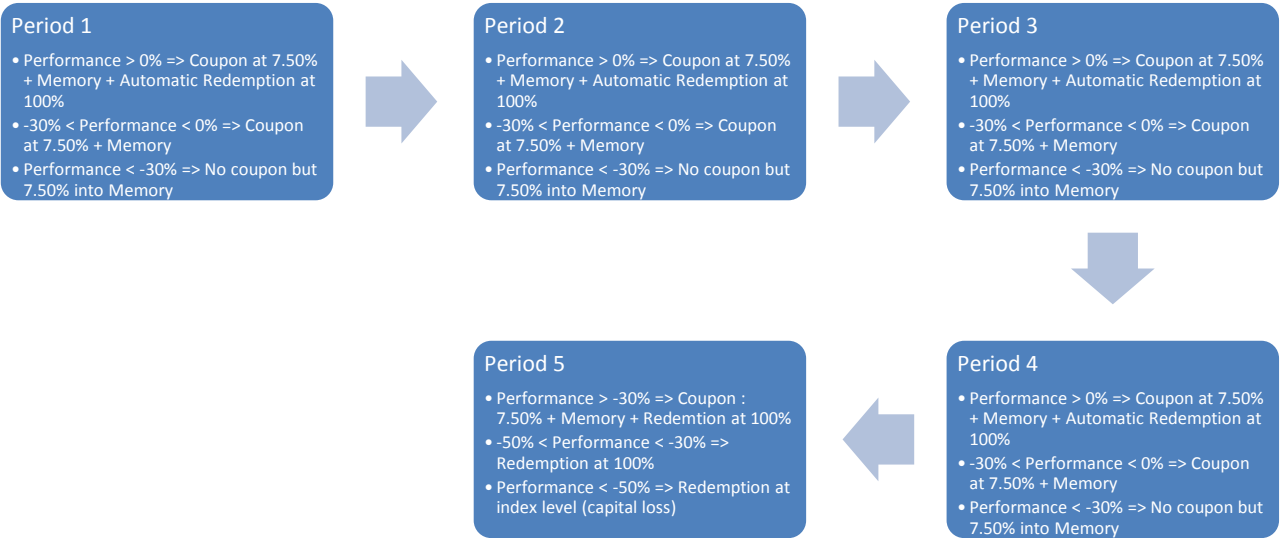 Period 1
• Performance > 0% => Coupon at 7.50%
+ Memory + Automatic Redemption at
100%
• -30% < Performance < 0% => Coupon
at 7.50% + Memory
• Performance < -30% => No coupon but
7.50% into Memory
Period 2
• Performance > 0% => Coupon at 7.50%
+ Memory + Automatic Redemption at
100%
• -30% < Performance < 0% => Coupon
at 7.50% + Memory
• Performance < -30% => No coupon but
7.50% into Memory
Period 3
• Performance > 0% => Coupon at 7.50%
+ Memory + Automatic Redemption at
100%
• -30% < Performance < 0% => Coupon
at 7.50% + Memory
• Performance < -30% => No coupon but
7.50% into Memory
Period 4
• Performance > 0% => Coupon at 7.50%
+ Memory + Automatic Redemption at
100%
• -30% < Performance < 0% => Coupon
at 7.50% + Memory
• Performance < -30% => No coupon but
7.50% into Memory
Period 5
• Performance > -30% => Coupon :
7.50% + Memory + Redemtion at 100%
• -50% < Performance < -30% =>
Redemption at 100%
• Performance < -50% => Redemption at
index level (capital loss)